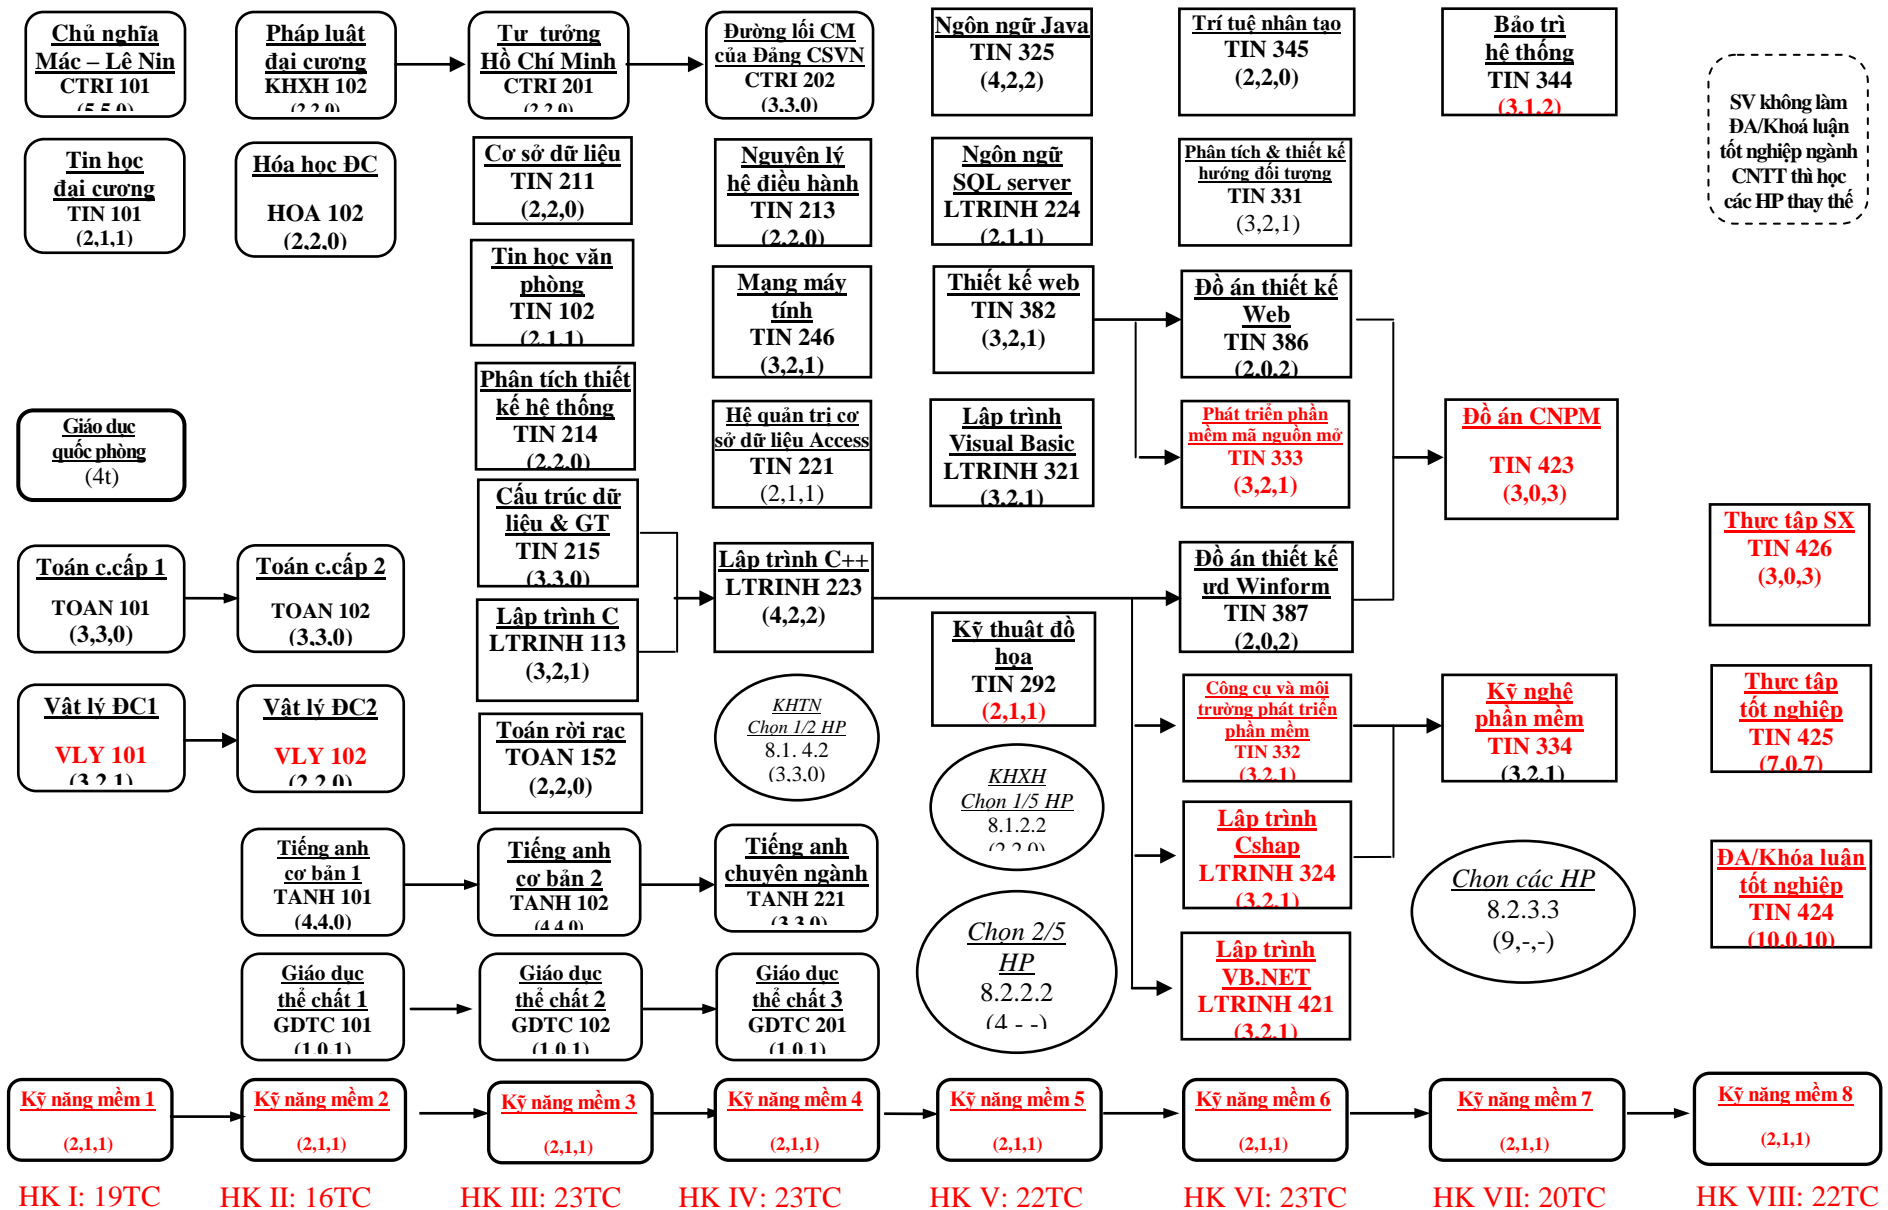 Chủ nghĩa
Mác – Lê Nin
CTRI 101
(5,5,0)
Pháp luật
đại cương
KHXH 102
(2,2,0)
Tư tưởng
Hồ Chí Minh
CTRI 201
(2,2,0)
Đường lối CM
của Đảng CSVN
CTRI 202
(3,3,0)
Ngôn ngữ Java
TIN 325
(4,2,2)
Trí tuệ nhân tạo
TIN 345
(2,2,0)
Bảo trì
hệ thống
TIN 344
(3,1,2)
SV không làm
ĐA/Khoá luận
tốt nghiệp ngành
CNTT thì học
các HP thay thế
Tin học
đại cương
TIN 101
(2,1,1)
Hóa học ĐC
HOA 102
(2,2,0)
Cơ sở dữ liệu
TIN 211
(2,2,0)
Nguyên lý
hệ điều hành
TIN 213
(2,2,0)
Ngôn ngữ
SQL server
LTRINH 224
(2,1,1)
Phân tích & thiết kế
hướng đối tượng
TIN 331
(3,2,1)
Tin học văn
phòng
TIN 102
(2,1,1)
Mạng máy
tính
TIN 246
(3,2,1)
Thiết kế web
TIN 382
(3,2,1)
Đồ án thiết kế
Web
TIN 386
(2,0,2)
Giáo dục
quốc phòng
(4t)
Phân tích thiết
kế hệ thống
TIN 214
(2,2,0)
Hệ quản trị cơ
sở dữ liệu Access
TIN 221
(2,1,1)
Lập trình
Visual Basic
LTRINH 321
(3,2,1)
Phát triển phần
mềm mã nguồn mở
TIN 333
(3,2,1)
Đồ án CNPM
TIN 423
(3,0,3)
Cấu trúc dữ
liệu & GT
TIN 215
(3,3,0)
Thực tập SX
TIN 426
(3,0,3)
Toán c.cấp 1
TOAN 101
(3,3,0)
Toán c.cấp 2
TOAN 102
(3,3,0)
Lập trình C
LTRINH 113
(3,2,1)
Lập trình C++
LTRINH 223
(4,2,2)
Đồ án thiết kế
ưd Winform
TIN 387
(2,0,2)
Kỹ thuật đồ
họa
TIN 292
(2,1,1)
Vật lý ĐC1
VLY 101
(3,2,1)
Vật lý ĐC2
VLY 102
(2,2,0)
Toán rời rạc
TOAN 152
(2,2,0)
KHTN
Chọn 1/2 HP
8.1. 4.2
(3,3,0)
KHXH
Chọn 1/5 HP
8.1.2.2
(2,2,0)
Công cụ và môi
trường phát triển
phần mềm
TIN 332
(3,2,1)
Kỹ nghệ
phần mềm
TIN 334
(3,2,1)
Thực tập
tốt nghiệp
TIN 425
(7,0,7)
Tiếng anh
cơ bản 1
TANH 101
(4,4,0)
Tiếng anh
cơ bản 2
TANH 102
(4,4,0)
Tiếng anh
chuyên ngành
TANH 221
(3,3,0)
Chọn 2/5
HP
8.2.2.2
(4,-,-)
Lập trình
Cshap
LTRINH 324
(3,2,1)
Chọn các HP
8.2.3.3
(9,-,-)
ĐA/Khóa luận
tốt nghiệp
TIN 424
(10,0,10)
Giáo dục
thể chất 1
GDTC 101
(1,0,1)
Giáo dục
thể chất 2
GDTC 102
(1,0,1)
Giáo dục
thể chất 3
GDTC 201
(1,0,1)
Lập trình
VB.NET
LTRINH 421
(3,2,1)
Kỹ năng mềm 1
(2,1,1)
Kỹ năng mềm 2
(2,1,1)
Kỹ năng mềm 3
(2,1,1)
Kỹ năng mềm 4
(2,1,1)
Kỹ năng mềm 5
(2,1,1)
Kỹ năng mềm 6
(2,1,1)
Kỹ năng mềm 7
(2,1,1)
Kỹ năng mềm 8
(2,1,1)
HK I: 19TC
HK II: 16TC
HK III: 23TC
HK IV: 23TC
HK V: 22TC
HK VI: 23TC
HK VII: 20TC
HK VIII: 22TC